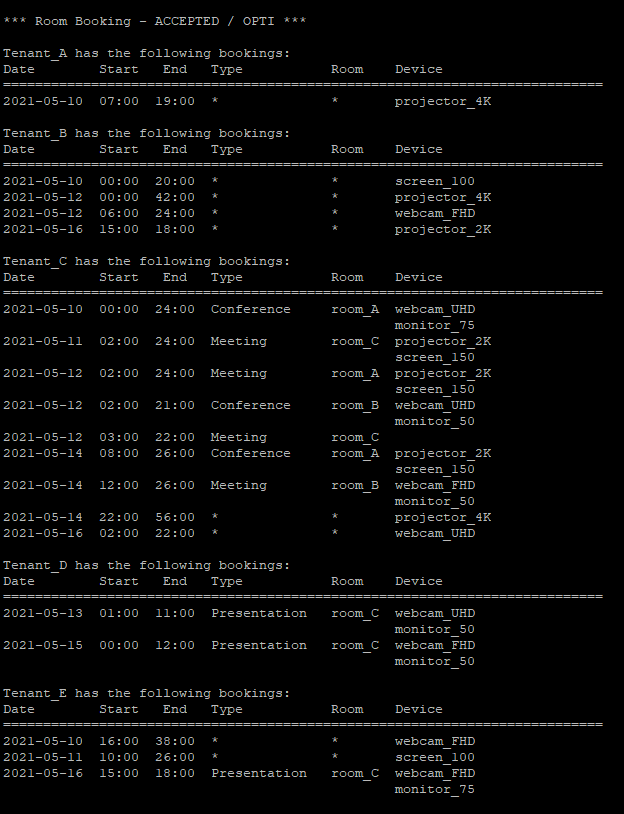 *** Room Booking - ACCEPTED / OPTI ***

Tenant_A has the following bookings:
Date        Start   End   Type           Room    Device
===========================================================================
2021-05-10  07:00  19:00  *              *       projector_4K

Tenant_B has the following bookings:
Date        Start   End   Type           Room    Device
===========================================================================
2021-05-10  00:00  20:00  *              *       screen_100
2021-05-12  00:00  42:00  *              *       projector_4K
2021-05-12  06:00  24:00  *              *       webcam_FHD
2021-05-16  15:00  18:00  *              *       projector_2K

Tenant_C has the following bookings:
Date        Start   End   Type           Room    Device
===========================================================================
2021-05-10  00:00  24:00  Conference     room_A  webcam_UHD
                                                 monitor_75
2021-05-11  02:00  24:00  Meeting        room_C  projector_2K
                                                 screen_150
2021-05-12  02:00  24:00  Meeting        room_A  projector_2K
                                                 screen_150
2021-05-12  02:00  21:00  Conference     room_B  webcam_UHD
                                                 monitor_50
2021-05-12  03:00  22:00  Meeting        room_C
2021-05-14  08:00  26:00  Conference     room_A  projector_2K
                                                 screen_150
2021-05-14  12:00  26:00  Meeting        room_B  webcam_FHD
                                                 monitor_50
2021-05-14  22:00  56:00  *              *       projector_4K
2021-05-16  02:00  22:00  *              *       webcam_UHD

Tenant_D has the following bookings:
Date        Start   End   Type           Room    Device
===========================================================================
2021-05-13  01:00  11:00  Presentation   room_C  webcam_UHD
                                                 monitor_50
2021-05-15  00:00  12:00  Presentation   room_C  webcam_FHD
                                                 monitor_50

Tenant_E has the following bookings:
Date        Start   End   Type           Room    Device
===========================================================================
2021-05-10  16:00  38:00  *              *       webcam_FHD
2021-05-11  10:00  26:00  *              *       screen_100
2021-05-16  15:00  18:00  Presentation   room_C  webcam_FHD
                                                 monitor_75